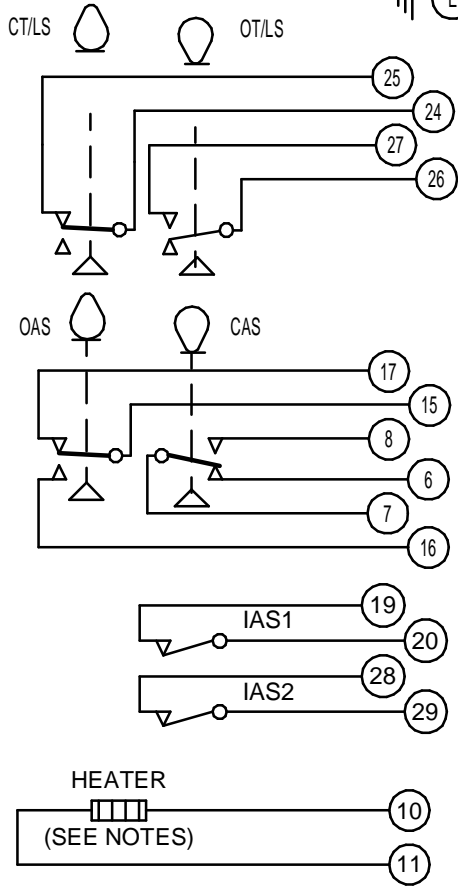 CT/LS
OT/LS
L
25
24
27
26
OAS
CAS
17
15
8
6
7
16
19
IAS1
20
28
IAS2
29
HEATER
10
(SEE NOTES)
11